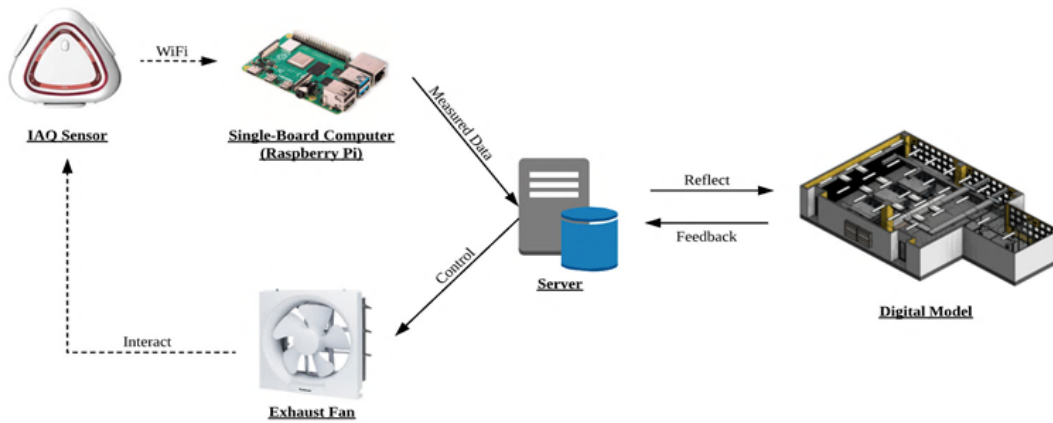 WiFi
IAQ Sensor
Single-Board Computer
(Raspberry Pi)
Measured Data
Reflect
Feedback
Server
Control
Digital Model
Interact
Exhaust Fan